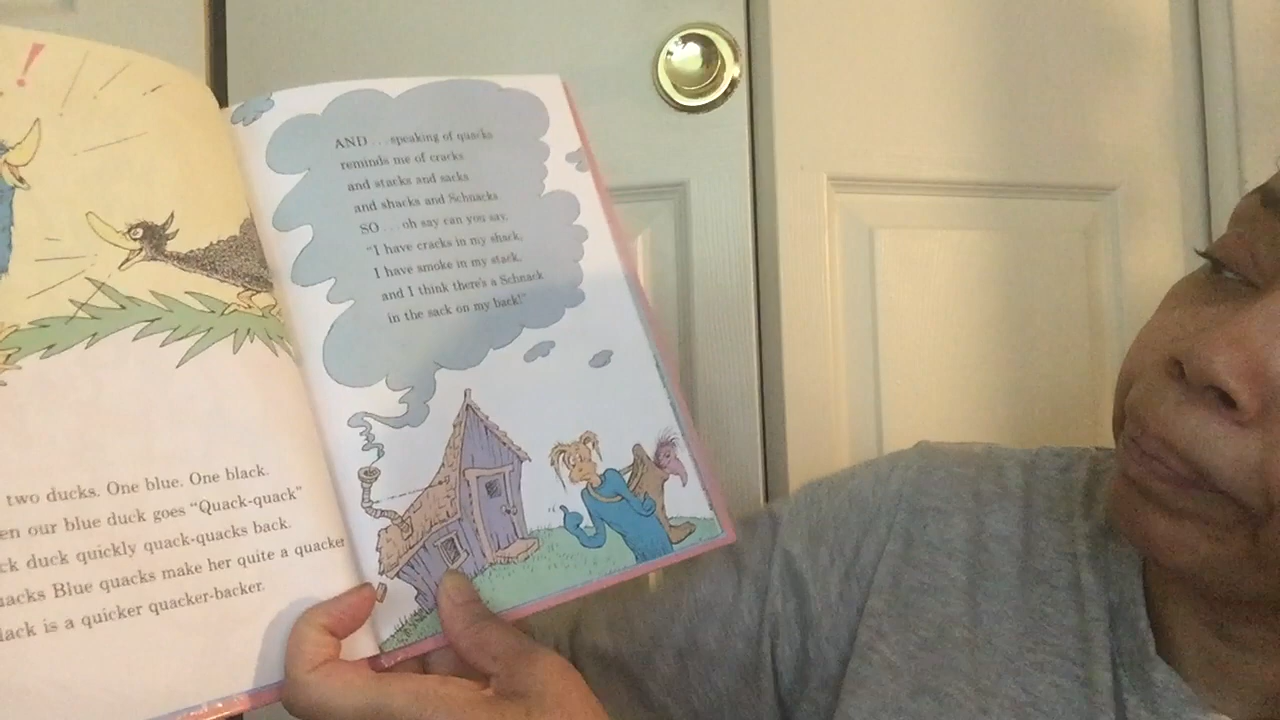 !
two ducks. One blue. One black.
en our blue duck goes "Quack-quack"
ck duck quickly quack-quacks back.
uacks Blue quacks make her quite a quacker
lack is a quicker quacker-backer.
AND ... speaking of quacks
reminds me of cracks
and stacks and sacks
and shacks and Schnacks.
SO ... oh say can you say,
"I have cracks in my shack,
I have smoke in my stack,
and I think there's a Schnack
in the sack on my back!"